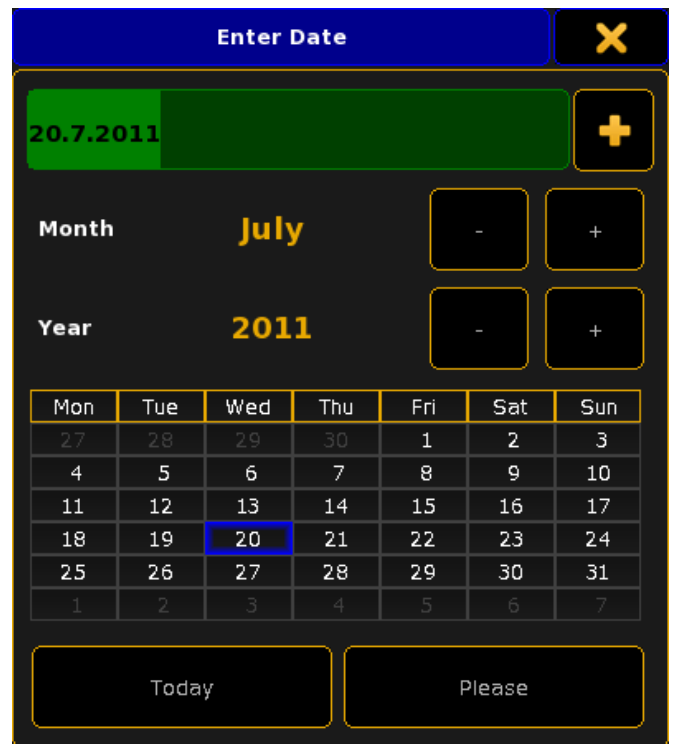 Enter Date
20.7.2011
Month July - +
Year 2011 - +
Mon Tue Wed Thu Fri Sat Sun
27 28 29 30 1 2 3
4 5 6 7 8 9 10
11 12 13 14 15 16 17
18 19 20 21 22 23 24
25 26 27 28 29 30 31
1 2 3 4 5 6 7
Today Please